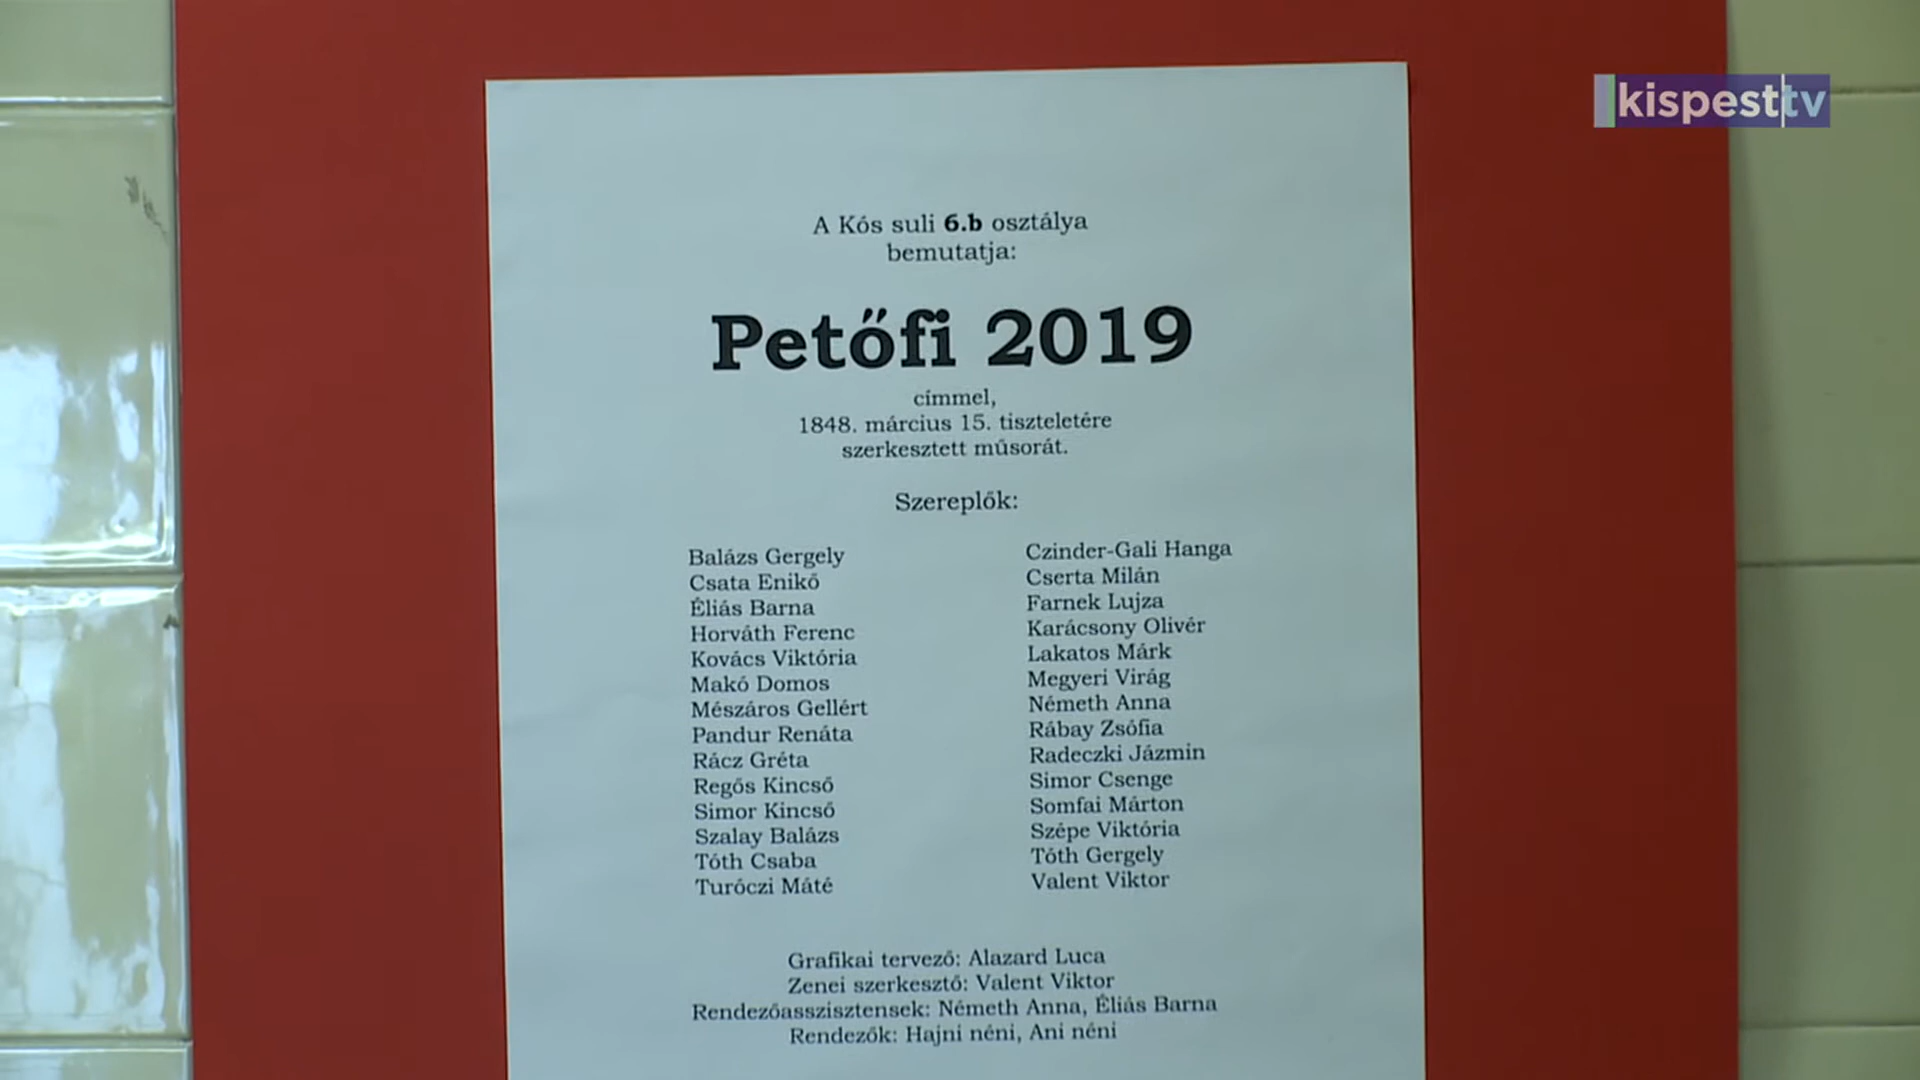 kispest tv
A Kós suli 6.b osztálya
bemutatja:
Petőfi 2019
címmel,
1848. március 15. tiszteletére
szerkesztett műsorát.
Szereplők:
Balázs Gergely
Csata Enikő
Éliás Barna
Horváth Ferenc
Kovács Viktória
Makó Domos
Mészáros Gellért
Pandur Renáta
Rácz Gréta
Regős Kincső
Simor Kincső
Szalay Balázs
Tóth Csaba
Turóczi Máté
Czinder-Gali Hanga
Cserta Milán
Farnek Lujza
Karácsony Olivér
Lakatos Márk
Megyeri Virág
Németh Anna
Rábay Zsófia
Radeczki Jázmin
Simor Csenge
Somfai Márton
Szépe Viktória
Tóth Gergely
Valent Viktor
Grafikai tervező: Alazard Luca
Zenei szerkesztő: Valent Viktor
Rendezőasszisztensek: Németh Anna, Éliás Barna
Rendezők: Hajni néni, Ani néni